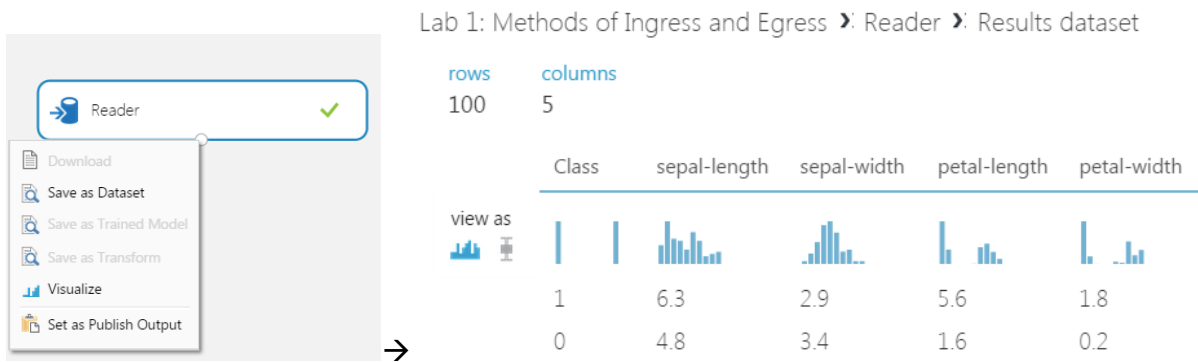 Lab 1: Methods of Ingress and Egress > Reader > Results dataset
Reader
Download
Save as Dataset
Save as Trained Model
Save as Transform
Visualize
Set as Publish Output
→
rows columns
100 5
Class sepal-length sepal-width petal-length petal-width
view as
1 6.3 2.9 5.6 1.8
0 4.8 3.4 1.6 0.2